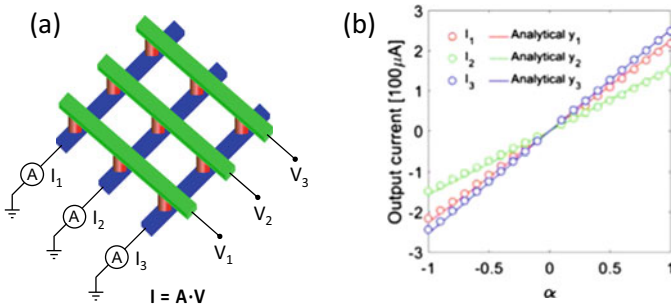 (a)
V₃
V₂
V₁
A I₁
A I₂
A I₃
I = A·V
(b)
Output current [100μA]
3
2
1
0
-1
-2
-3
I₁ Analytical y₁
I₂ Analytical y₂
I₃ Analytical y₃
-1 -0.5 0 0.5 1
α